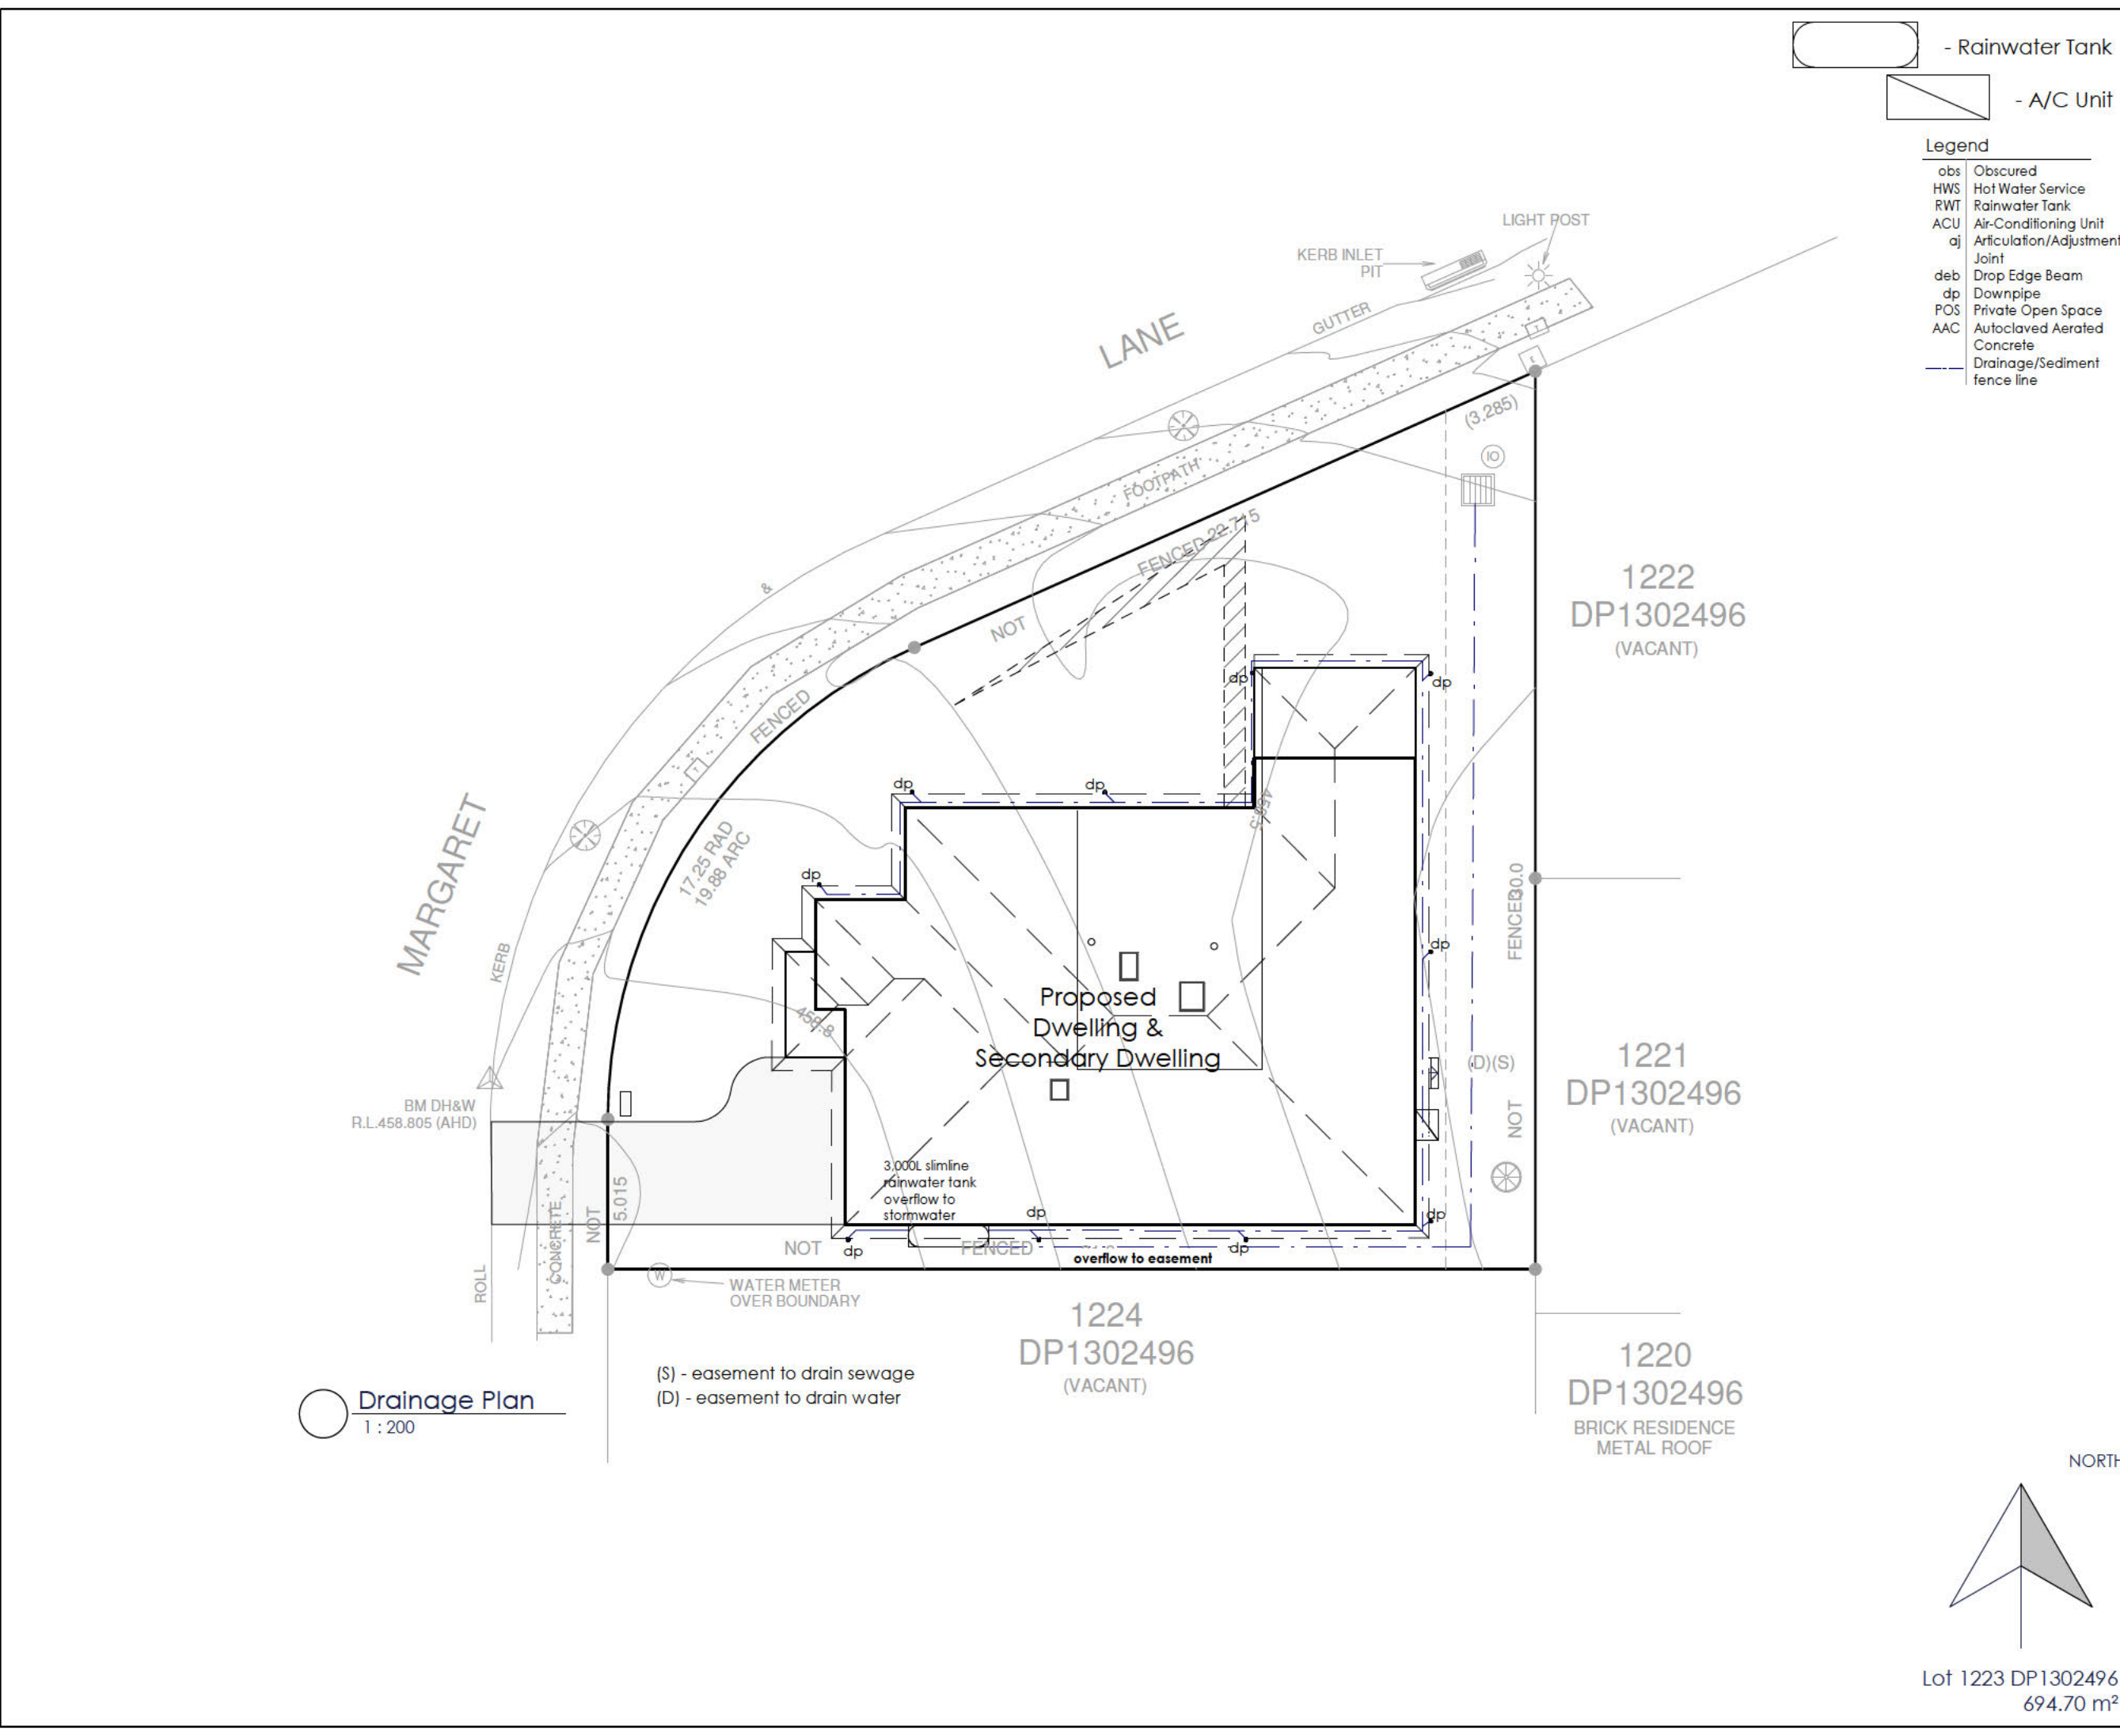 - Rainwater Tank
- A/C Unit
Legend
obs Obscured
HWS Hot Water Service
RWT Rainwater Tank
ACU Air-Conditioning Unit
aj Articulation/Adjustment
Joint
deb Drop Edge Beam
dp Downpipe
POS Private Open Space
AAC Autoclaved Aerated
Concrete
Drainage/Sediment
fence line
LIGHT POST
KERB INLET
PIT
GUTTER
LANE
(3.285)
IO
FOOTPATH
FENCED 22.715
NOT
&
FENCED
1222
DP1302496
(VACANT)
dp
dp
dp
dp
MARGARET
17.25 RAD
19.88 ARC
dp
KERB
FENCED
30.0
dp
458.8
Proposed
Dwelling &
Secondary Dwelling
(D)(S)
NOT
1221
DP1302496
(VACANT)
BM DH&W
R.L.458.805 (AHD)
3,000L slimline
rainwater tank
overflow to
stormwater
5.015
NOT
CONCRETE
ROLL
dp
dp
NOT
dp
FENCED
dp
overflow to easement
W
WATER METER
OVER BOUNDARY
1224
DP1302496
(VACANT)
1220
DP1302496
BRICK RESIDENCE
METAL ROOF
(S) - easement to drain sewage
(D) - easement to drain water
Drainage Plan
1 : 200
NORTH
Lot 1223 DP1302496
694.70 m²